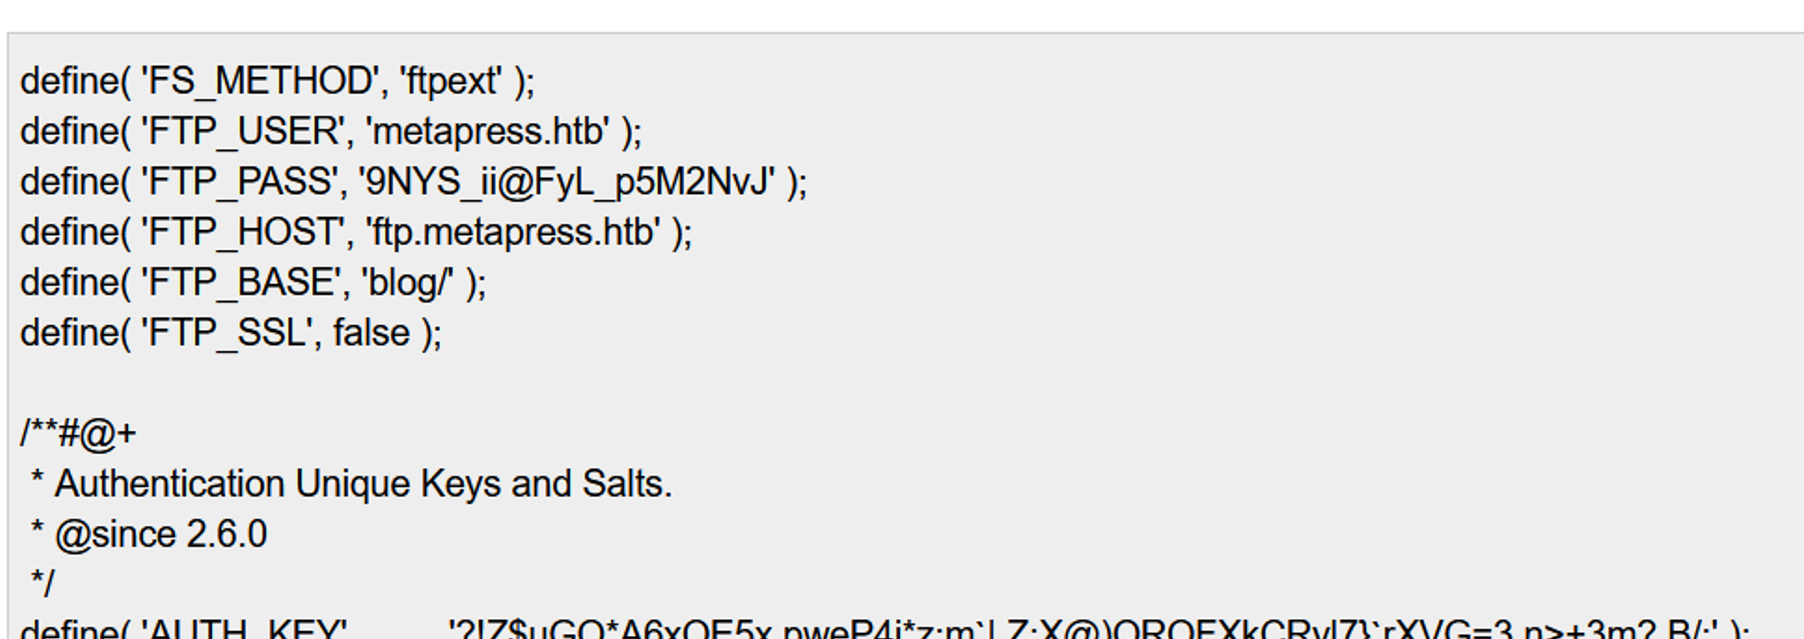 define( 'FS_METHOD', 'ftpext' );
define( 'FTP_USER', 'metapress.htb' );
define( 'FTP_PASS', '9NYS_ii@FyL_p5M2NvJ' );
define( 'FTP_HOST', 'ftp.metapress.htb' );
define( 'FTP_BASE', 'blog/' );
define( 'FTP_SSL', false );
/**#@+
* Authentication Unique Keys and Salts.
* @since 2.6.0
*/
define( 'AUTH_KEY',